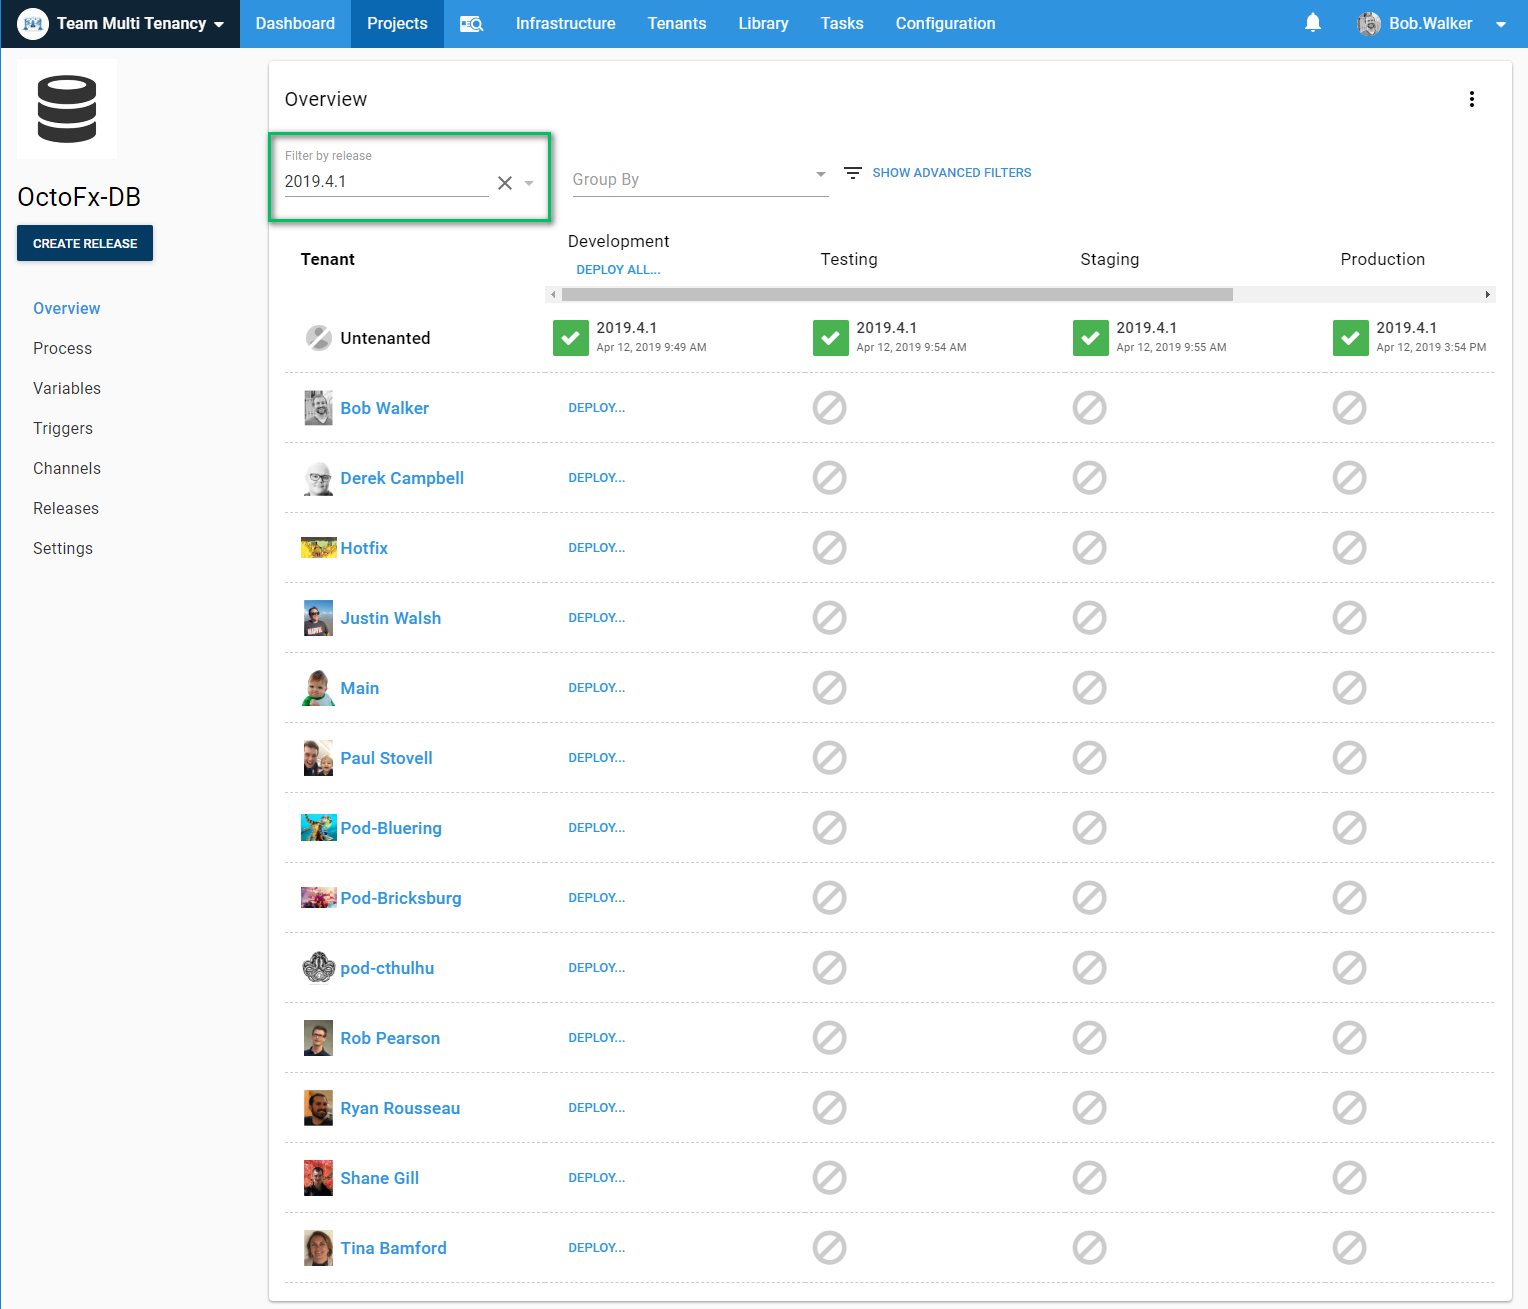 Team Multi Tenancy Dashboard Projects Infrastructure Tenants Library Tasks Configuration Bob.Walker
OctoFx-DB
CREATE RELEASE
Overview
Process
Variables
Triggers
Channels
Releases
Settings
Overview
Filter by release
2019.4.1
Group By
SHOW ADVANCED FILTERS
Tenant
Development
DEPLOY ALL...
Testing
Staging
Production
Untenanted
2019.4.1
Apr 12, 2019 9:49 AM
2019.4.1
Apr 12, 2019 9:54 AM
2019.4.1
Apr 12, 2019 9:55 AM
2019.4.1
Apr 12, 2019 3:54 PM
Bob Walker DEPLOY...
Derek Campbell DEPLOY...
Hotfix DEPLOY...
Justin Walsh DEPLOY...
Main DEPLOY...
Paul Stovell DEPLOY...
Pod-Bluering DEPLOY...
Pod-Bricksburg DEPLOY...
pod-cthulhu DEPLOY...
Rob Pearson DEPLOY...
Ryan Rousseau DEPLOY...
Shane Gill DEPLOY...
Tina Bamford DEPLOY...